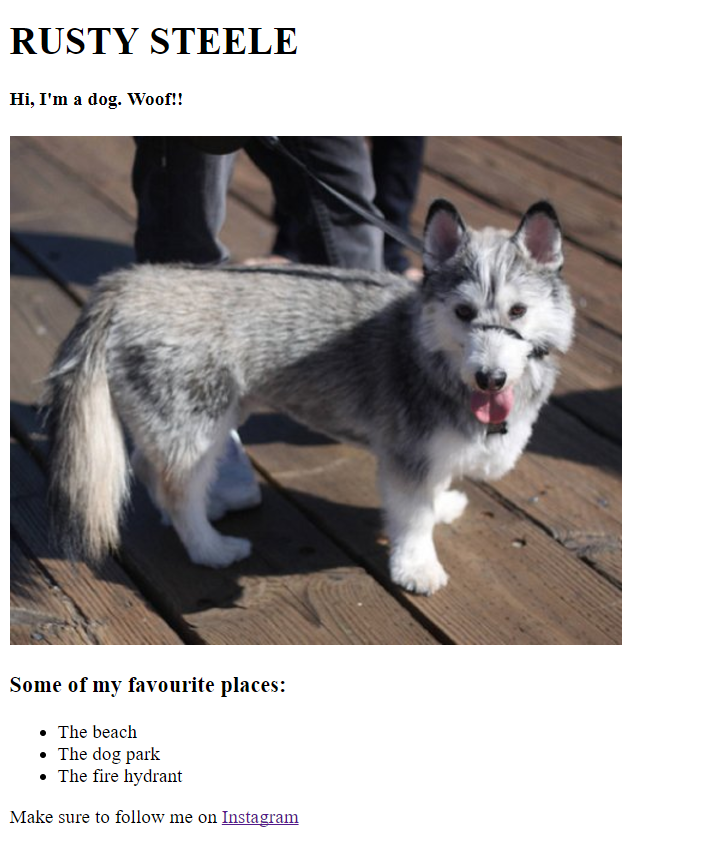 RUSTY STEELE
Hi, I'm a dog. Woof!!
Some of my favourite places:
• The beach
• The dog park
• The fire hydrant
Make sure to follow me on Instagram